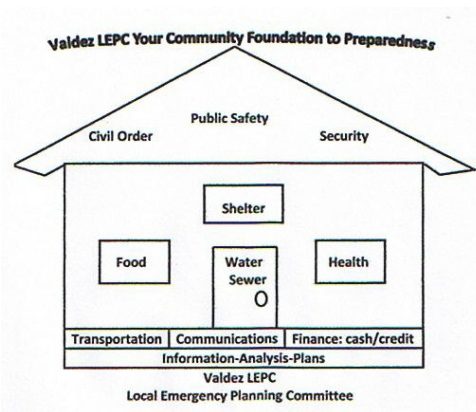 Valdez LEPC Your Community Foundation to Preparedness
Public Safety
Civil Order
Security
Shelter
Food
Water
Sewer
Health
Transportation
Communications
Finance: cash/credit
Information-Analysis-Plans
Valdez LEPC
Local Emergency Planning Committee